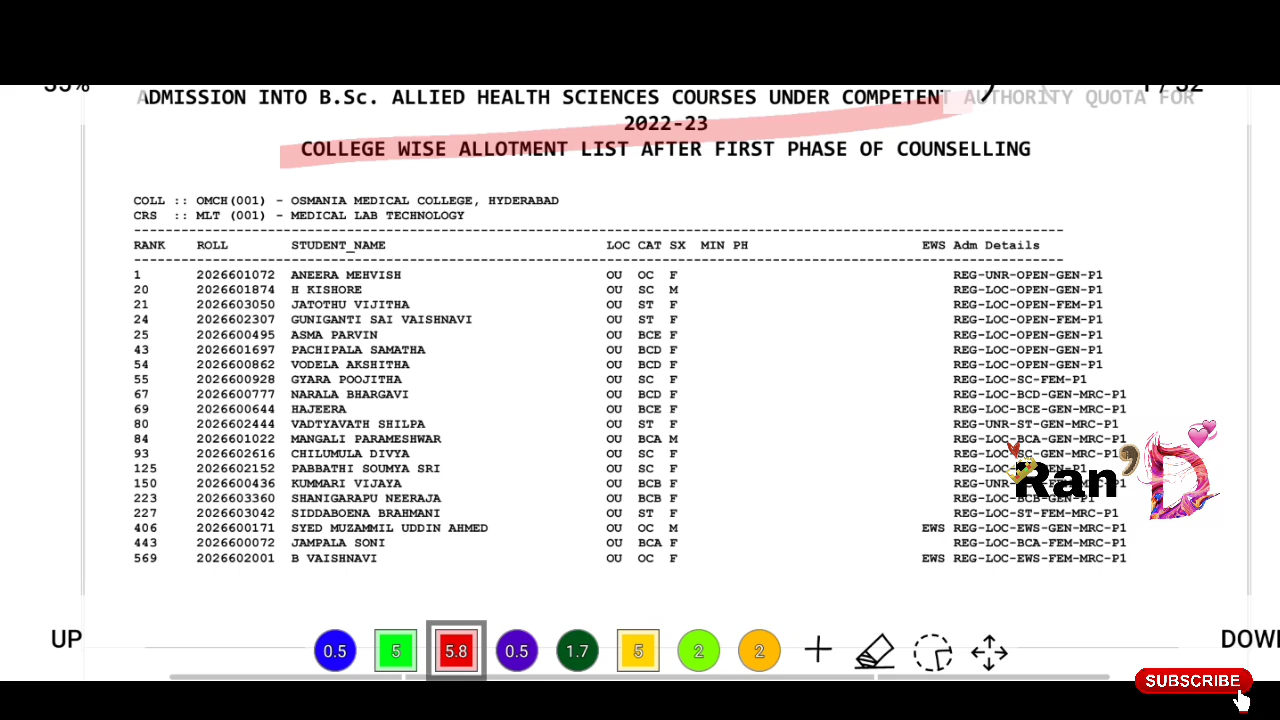 ADMISSION INTO B.Sc. ALLIED HEALTH SCIENCES COURSES UNDER COMPETENT AUTHORITY QUOTA FOR
2022-23
COLLEGE WISE ALLOTMENT LIST AFTER FIRST PHASE OF COUNSELLING
COLL :: OMCH(001) - OSMANIA MEDICAL COLLEGE, HYDERABAD
CRS :: MLT (001) - MEDICAL LAB TECHNOLOGY
RANK ROLL STUDENT_NAME LOC CAT SX MIN PH EWS Adm Details
1 2026601072 ANEERA MEHVISH OU OC F REG-UNR-OPEN-GEN-P1
20 2026601874 H KISHORE OU SC M REG-LOC-OPEN-GEN-P1
21 2026603050 JATOTHU VIJITHA OU ST F REG-LOC-OPEN-FEM-P1
24 2026602307 GUNIGANTI SAI VAISHNAVI OU ST F REG-LOC-OPEN-FEM-P1
25 2026600495 ASMA PARVIN OU BCE F REG-LOC-OPEN-GEN-P1
43 2026601697 PACHIPALA SAMATHA OU BCD F REG-LOC-OPEN-GEN-P1
54 2026600862 VODELA AKSHITHA OU BCD F REG-LOC-OPEN-GEN-P1
55 2026600928 GYARA POOJITHA OU SC F REG-LOC-SC-FEM-P1
67 2026600777 NARALA BHARGAVI OU BCD F REG-LOC-BCD-GEN-MRC-P1
69 2026600644 HAJEERA OU BCE F REG-LOC-BCE-GEN-MRC-P1
80 2026602444 VADTYAVATH SHILPA OU ST F REG-UNR-ST-GEN-MRC-P1
84 2026601022 MANGALI PARAMESHWAR OU BCA M REG-LOC-BCA-GEN-MRC-P1
93 2026602616 CHILUMULA DIVYA OU SC F REG-LOC-SC-GEN-MRC-P1
125 2026602152 PABBATHI SOUMYA SRI OU SC F
150 2026600436 KUMMARI VIJAYA OU BCB F
223 2026603360 SHANIGARAPU NEERAJA OU BCB F REG-LOC-BCB-GEN-P1
227 2026603042 SIDDABOENA BRAHMANI OU ST F REG-LOC-ST-FEM-MRC-P1
406 2026600171 SYED MUZAMMIL UDDIN AHMED OU OC M EWS REG-LOC-EWS-GEN-MRC-P1
443 2026600072 JAMPALA SONI OU BCA F REG-LOC-BCA-FEM-MRC-P1
569 2026602001 B VAISHNAVI OU OC F EWS REG-LOC-EWS-FEM-MRC-P1
Ran'D
UP
0.5 5 5.8 0.5 1.7 5 2 2
SUBSCRIBE